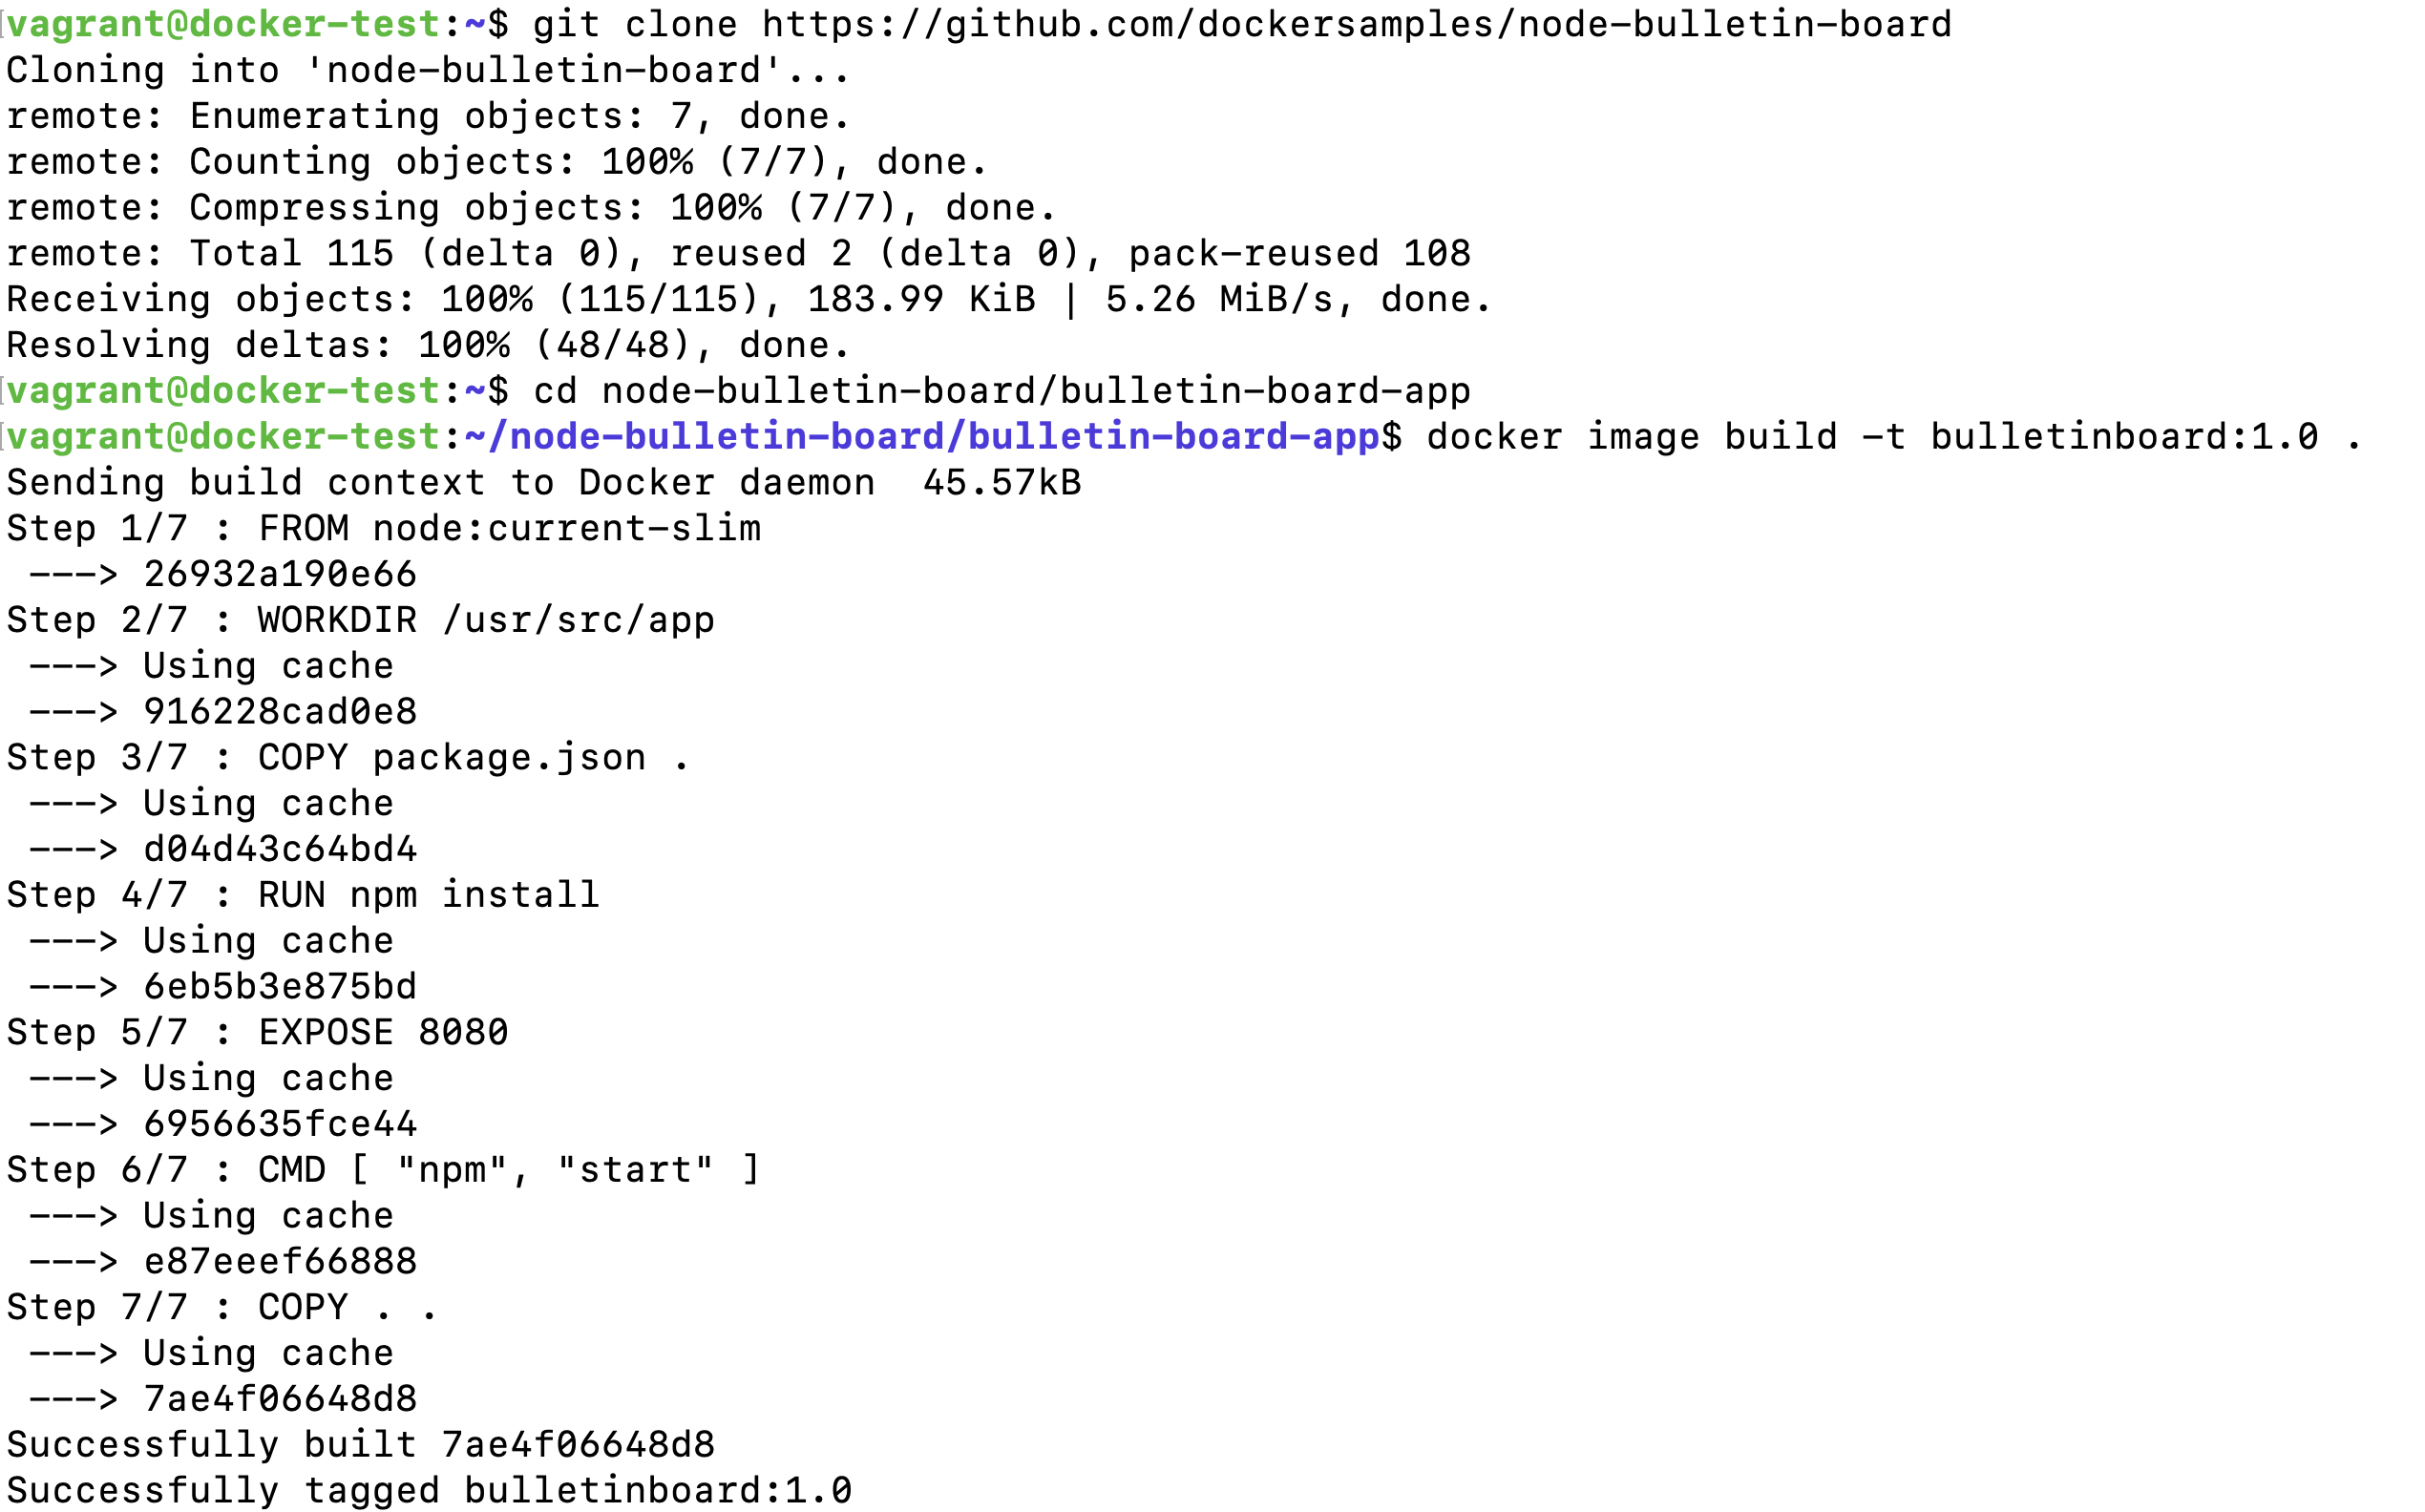 vagrant@docker-test:~$ git clone https://github.com/dockersamples/node-bulletin-board
Cloning into 'node-bulletin-board'...
remote: Enumerating objects: 7, done.
remote: Counting objects: 100% (7/7), done.
remote: Compressing objects: 100% (7/7), done.
remote: Total 115 (delta 0), reused 2 (delta 0), pack-reused 108
Receiving objects: 100% (115/115), 183.99 KiB | 5.26 MiB/s, done.
Resolving deltas: 100% (48/48), done.
vagrant@docker-test:~$ cd node-bulletin-board/bulletin-board-app
vagrant@docker-test:~/node-bulletin-board/bulletin-board-app$ docker image build -t bulletinboard:1.0 .
Sending build context to Docker daemon  45.57kB
Step 1/7 : FROM node:current-slim
 ---> 26932a190e66
Step 2/7 : WORKDIR /usr/src/app
 ---> Using cache
 ---> 916228cad0e8
Step 3/7 : COPY package.json .
 ---> Using cache
 ---> d04d43c64bd4
Step 4/7 : RUN npm install
 ---> Using cache
 ---> 6eb5b3e875bd
Step 5/7 : EXPOSE 8080
 ---> Using cache
 ---> 6956635fce44
Step 6/7 : CMD [ "npm", "start" ]
 ---> Using cache
 ---> e87eeef66888
Step 7/7 : COPY . .
 ---> Using cache
 ---> 7ae4f06648d8
Successfully built 7ae4f06648d8
Successfully tagged bulletinboard:1.0